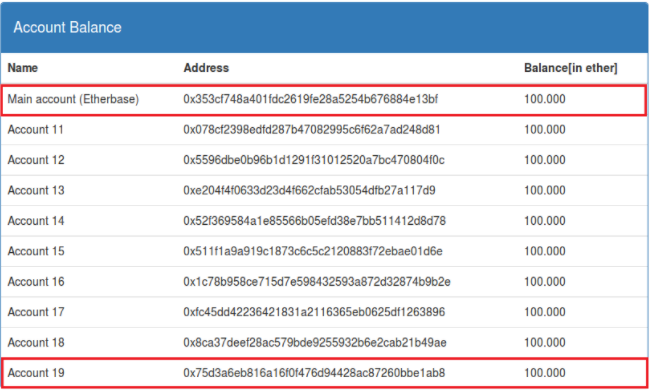 Account Balance
Name Address Balance[in ether]
Main account (Etherbase) 0x353cf748a401fdc2619fe28a5254b676884e13bf 100.000
Account 11 0x078cf2398edfd287b47082995c6f62a7ad248d81 100.000
Account 12 0x5596dbe0b96b1d1291f31012520a7bc470804f0c 100.000
Account 13 0xe204f4f0633d23d4f662cfab53054dfb27a117d9 100.000
Account 14 0x52f369584a1e85566b05efd38e7bb511412d8d78 100.000
Account 15 0x511f1a9a919c1873c6c5c2120883f72ebae01d6e 100.000
Account 16 0x1c78b958ce715d7e598432593a872d32874b9b2e 100.000
Account 17 0xfc45dd42236421831a2116365eb0625df1263896 100.000
Account 18 0x8ca37deef28ac579bde9255932b6e2cab21b49ae 100.000
Account 19 0x75d3a6eb816a16f0f476d94428ac87260bbe1ab8 100.000